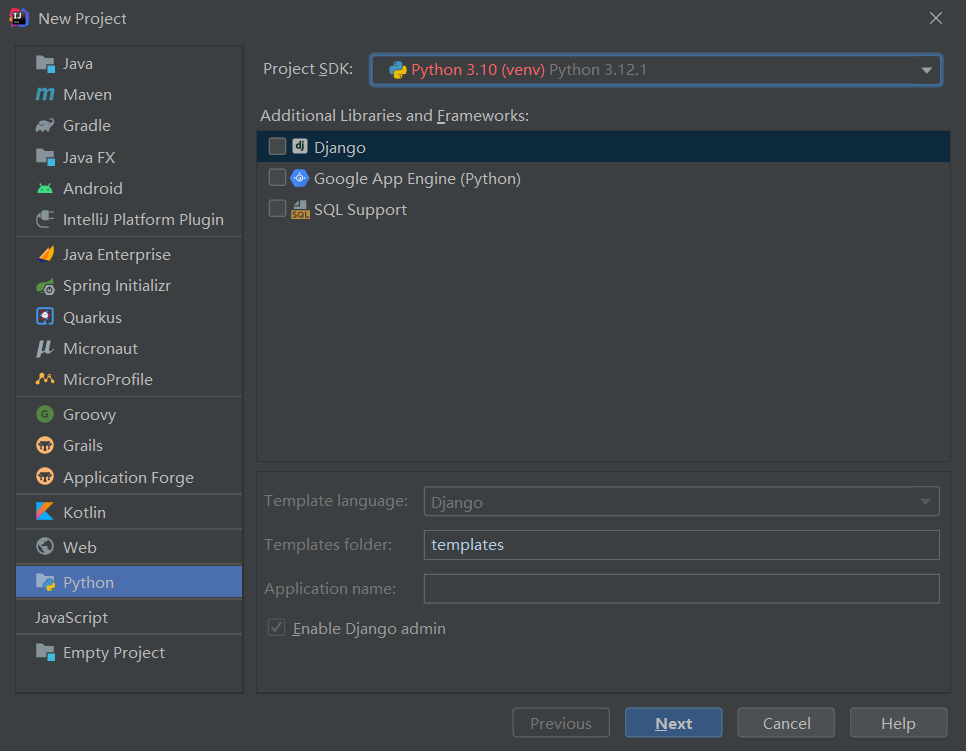 New Project
Java
Maven
Gradle
Java FX
Android
IntelliJ Platform Plugin
Java Enterprise
Spring Initializr
Quarkus
Micronaut
MicroProfile
Groovy
Grails
Application Forge
Kotlin
Web
Python
JavaScript
Empty Project
Project SDK: Python 3.10 (venv) Python 3.12.1
Additional Libraries and Frameworks:
dj Django
Google App Engine (Python)
SQL SQL Support
Template language: Django
Templates folder: templates
Application name:
Enable Django admin
Previous Next Cancel Help